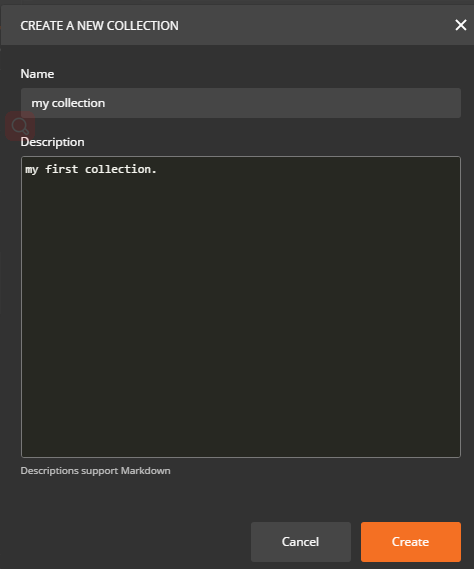 CREATE A NEW COLLECTION
Name
my collection
Description
my first collection.
Descriptions support Markdown
Cancel
Create